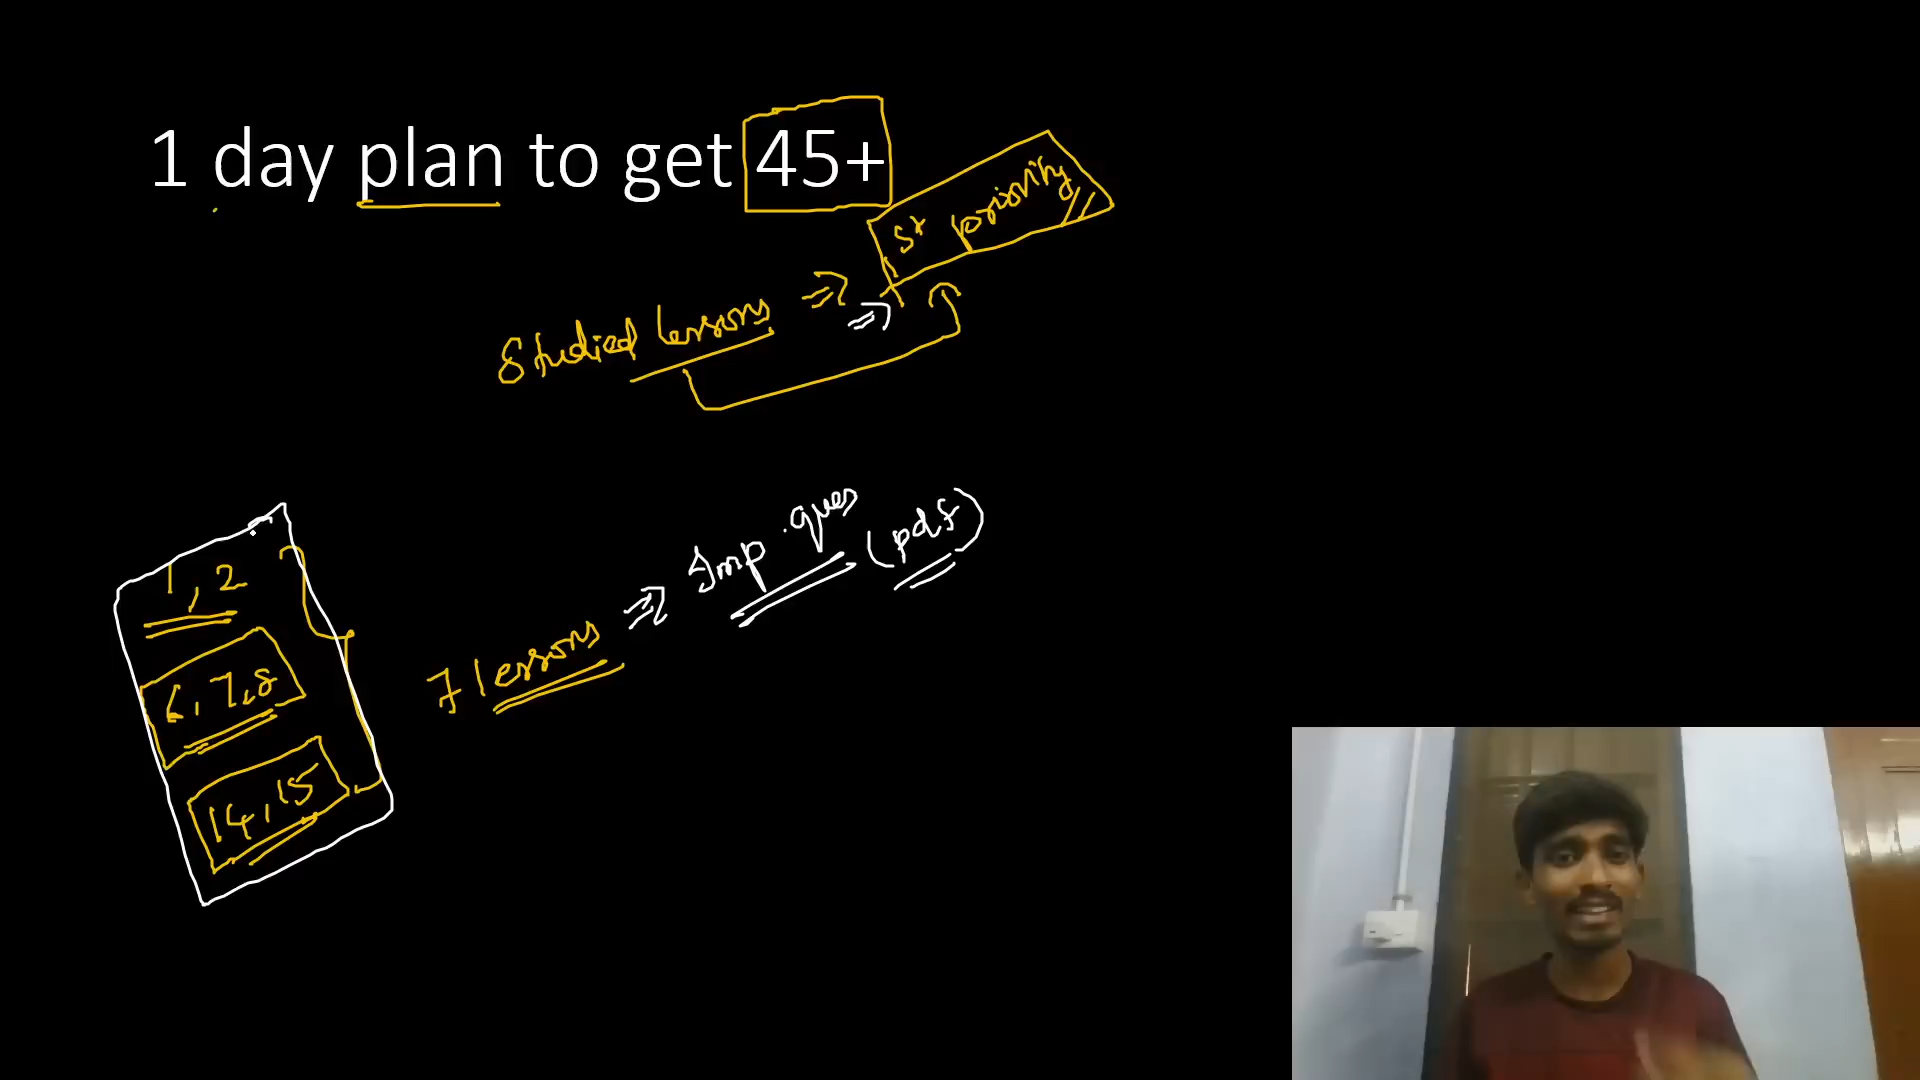 1 day plan to get 45+
1st priority
Studied lessons ⇒ ⇒
1, 2
6, 7, 8
14, 15
7 lessons ⇒ Imp. ques (pdf)